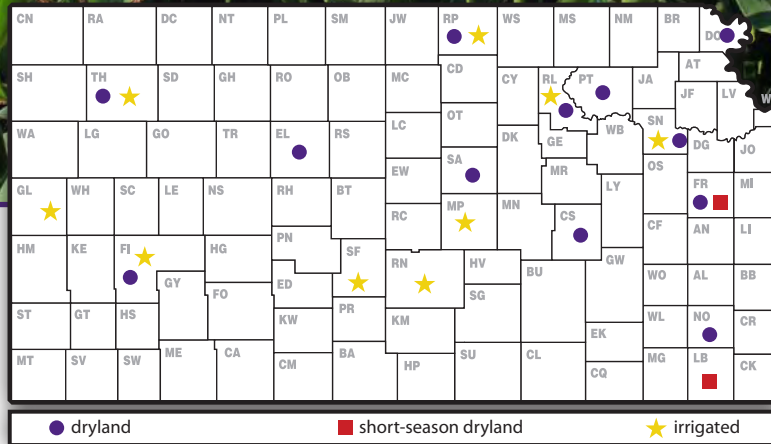 CN RA DC NT PL SM JW RP WS MS NM BR DO
SH TH SD GH RO OB MC CD CY RL PT JA AT
JF LV W
WA LG GO TR EL RS LC OT DK GE WB SN DG JO
GL WH SC LE NS RH BT EW SA MR LY OS FR MI
HM KE FI HG PN SF RC MP MN CS CF AN LI
GY FO ED RN HV BU GW WO AL BB
ST GT HS KW PR KM SG EK WL NO CR
MT SV SW ME CA CM BA HP SU CL CQ MG LB CK
dryland short-season dryland irrigated